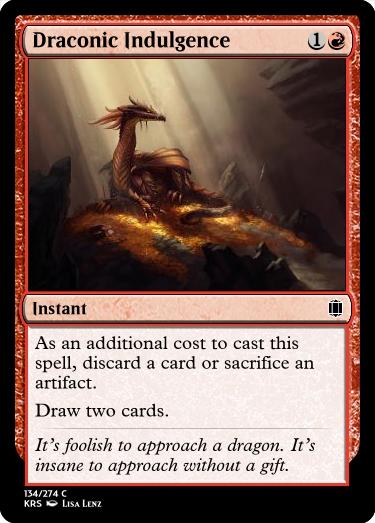 Draconic Indulgence 1
Instant
As an additional cost to cast this
spell, discard a card or sacrifice an
artifact.
Draw two cards.
It's foolish to approach a dragon. It's
insane to approach without a gift.
134/274 C
KRS Lisa Lenz